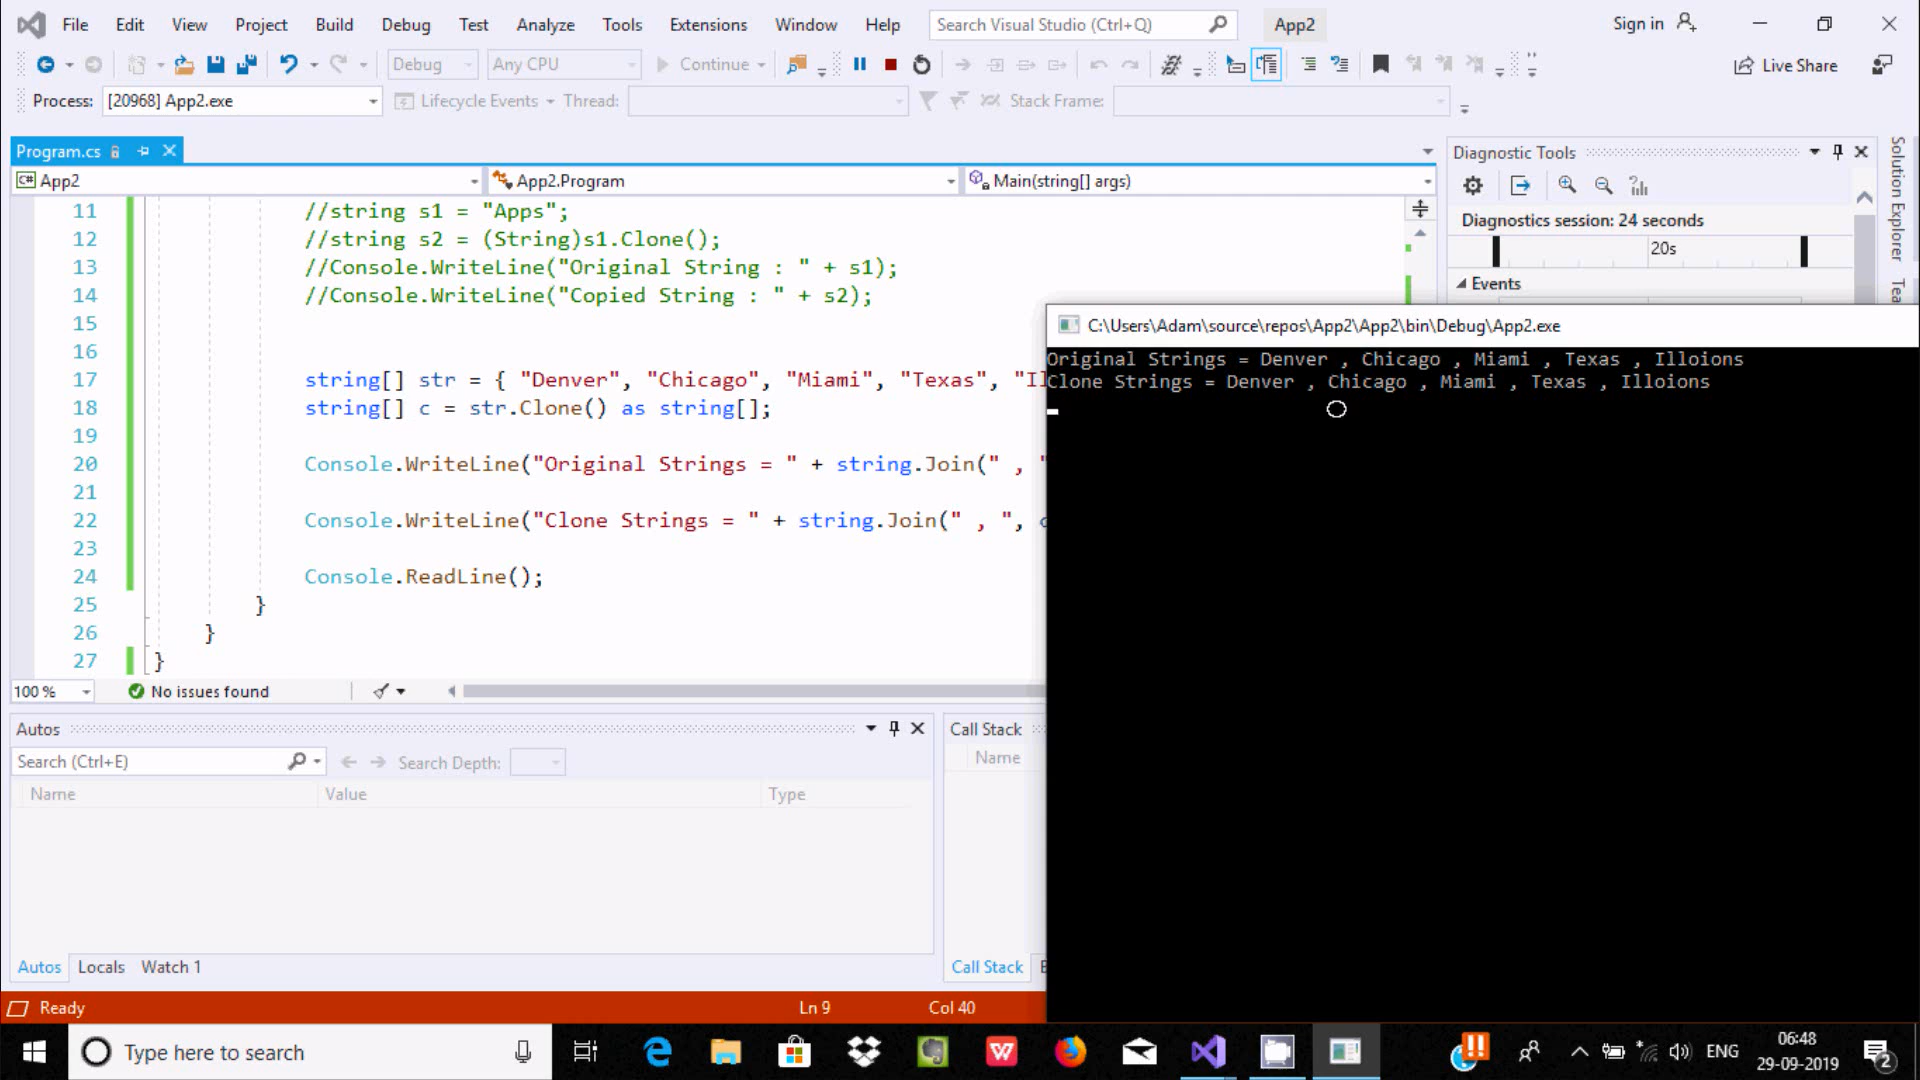 File Edit View Project Build Debug Test Analyze Tools Extensions Window Help Search Visual Studio (Ctrl+Q) App2 Sign in
Debug Any CPU Continue Live Share
Process: [20968] App2.exe Lifecycle Events Thread: Stack Frame:
Program.cs
App2 App2.Program Main(string[] args)
11 //string s1 = "Apps";
12 //string s2 = (String)s1.Clone();
13 //Console.WriteLine("Original String : " + s1);
14 //Console.WriteLine("Copied String : " + s2);
15
16
17 string[] str = { "Denver", "Chicago", "Miami", "Texas", "Il
18 string[] c = str.Clone() as string[];
19
20 Console.WriteLine("Original Strings = " + string.Join(" , "
21
22 Console.WriteLine("Clone Strings = " + string.Join(" , ", c
23
24 Console.ReadLine();
25 }
26 }
27 }
100 % No issues found
Diagnostic Tools
Diagnostics session: 24 seconds
20s
Events
Solution Explorer
Tea
C:\Users\Adam\source\repos\App2\App2\bin\Debug\App2.exe
Original Strings = Denver , Chicago , Miami , Texas , Illoions
Clone Strings = Denver , Chicago , Miami , Texas , Illoions
Autos
Search (Ctrl+E) Search Depth:
Name Value Type
Autos Locals Watch 1
Call Stack
Name
Call Stack
Ready Ln 9 Col 40
Type here to search
ENG
06:48
29-09-2019
2